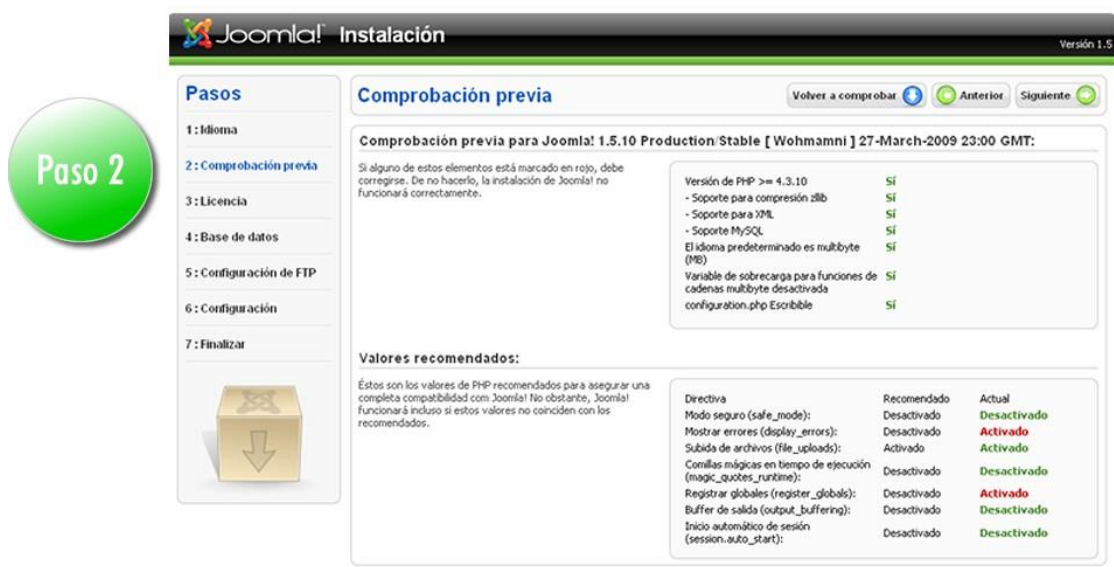 Joomla! Instalación
Versión 1.5
Paso 2
Pasos
1 : Idioma
2 : Comprobación previa
3 : Licencia
4 : Base de datos
5 : Configuración de FTP
6 : Configuración
7 : Finalizar
Comprobación previa
Volver a comprobar
Anterior
Siguiente
Comprobación previa para Joomla! 1.5.10 Production/Stable [ Wohmamni ] 27-March-2009 23:00 GMT:
Si alguno de estos elementos está marcado en rojo, debe
corregirse. De no hacerlo, la instalación de Joomla! no
funcionará correctamente.
Versión de PHP >= 4.3.10 Sí
- Soporte para compresión zlib Sí
- Soporte para XML Sí
- Soporte MySQL Sí
El idioma predeterminado es multibyte Sí
(MB)
Variable de sobrecarga para funciones de Sí
cadenas multibyte desactivada
configuration.php Escribible Sí
Valores recomendados:
Éstos son los valores de PHP recomendados para asegurar una
completa compatibilidad com Joomla! No obstante, Joomla!
funcionará incluso si estos valores no coinciden con los
recomendados.
Directiva Recomendado Actual
Modo seguro (safe_mode): Desactivado Desactivado
Mostrar errores (display_errors): Desactivado Activado
Subida de archivos (file_uploads): Activado Activado
Comillas mágicas en tiempo de ejecución
(magic_quotes_runtime): Desactivado Desactivado
Registrar globales (register_globals): Desactivado Activado
Buffer de salida (output_buffering): Desactivado Desactivado
Inicio automático de sesión
(session.auto_start): Desactivado Desactivado